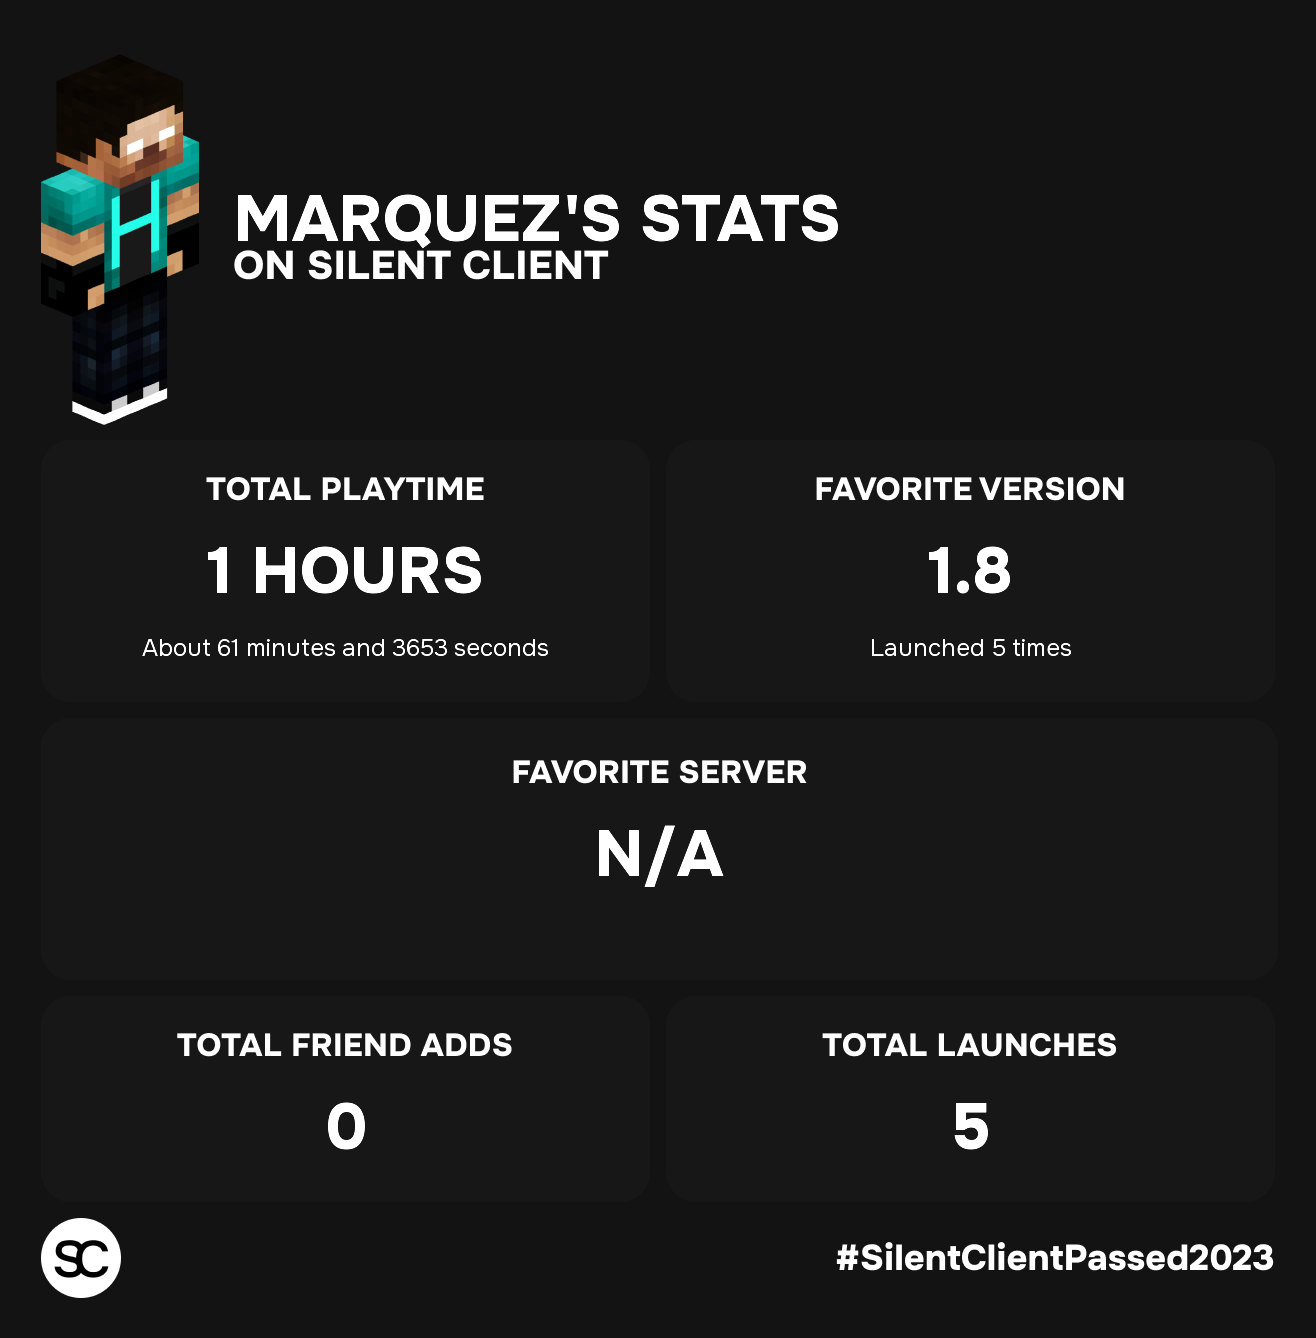 MARQUEZ'S STATS
ON SILENT CLIENT
TOTAL PLAYTIME
1 HOURS
About 61 minutes and 3653 seconds
FAVORITE VERSION
1.8
Launched 5 times
FAVORITE SERVER
N/A
TOTAL FRIEND ADDS
0
TOTAL LAUNCHES
5
SC
#SilentClientPassed2023